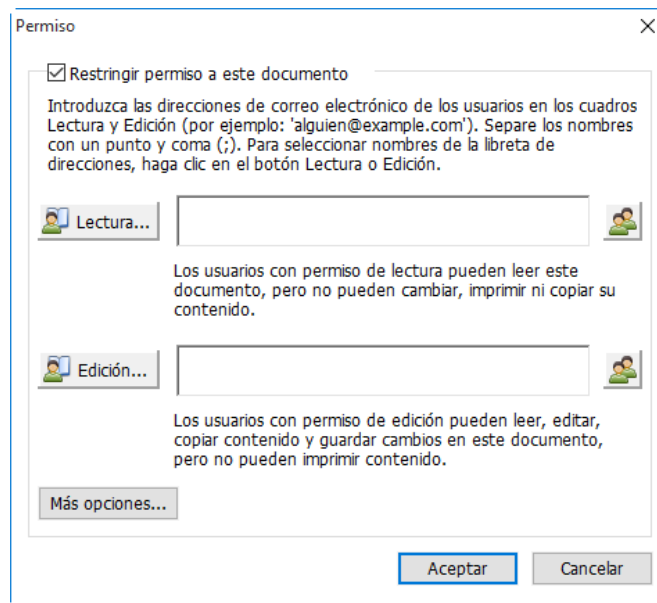 Permiso
Restringir permiso a este documento
Introduzca las direcciones de correo electrónico de los usuarios en los cuadros
Lectura y Edición (por ejemplo: 'alguien@example.com'). Separe los nombres
con un punto y coma (;). Para seleccionar nombres de la libreta de
direcciones, haga clic en el botón Lectura o Edición.
Lectura...
Los usuarios con permiso de lectura pueden leer este
documento, pero no pueden cambiar, imprimir ni copiar su
contenido.
Edición...
Los usuarios con permiso de edición pueden leer, editar,
copiar contenido y guardar cambios en este documento,
pero no pueden imprimir contenido.
Más opciones...
Aceptar Cancelar